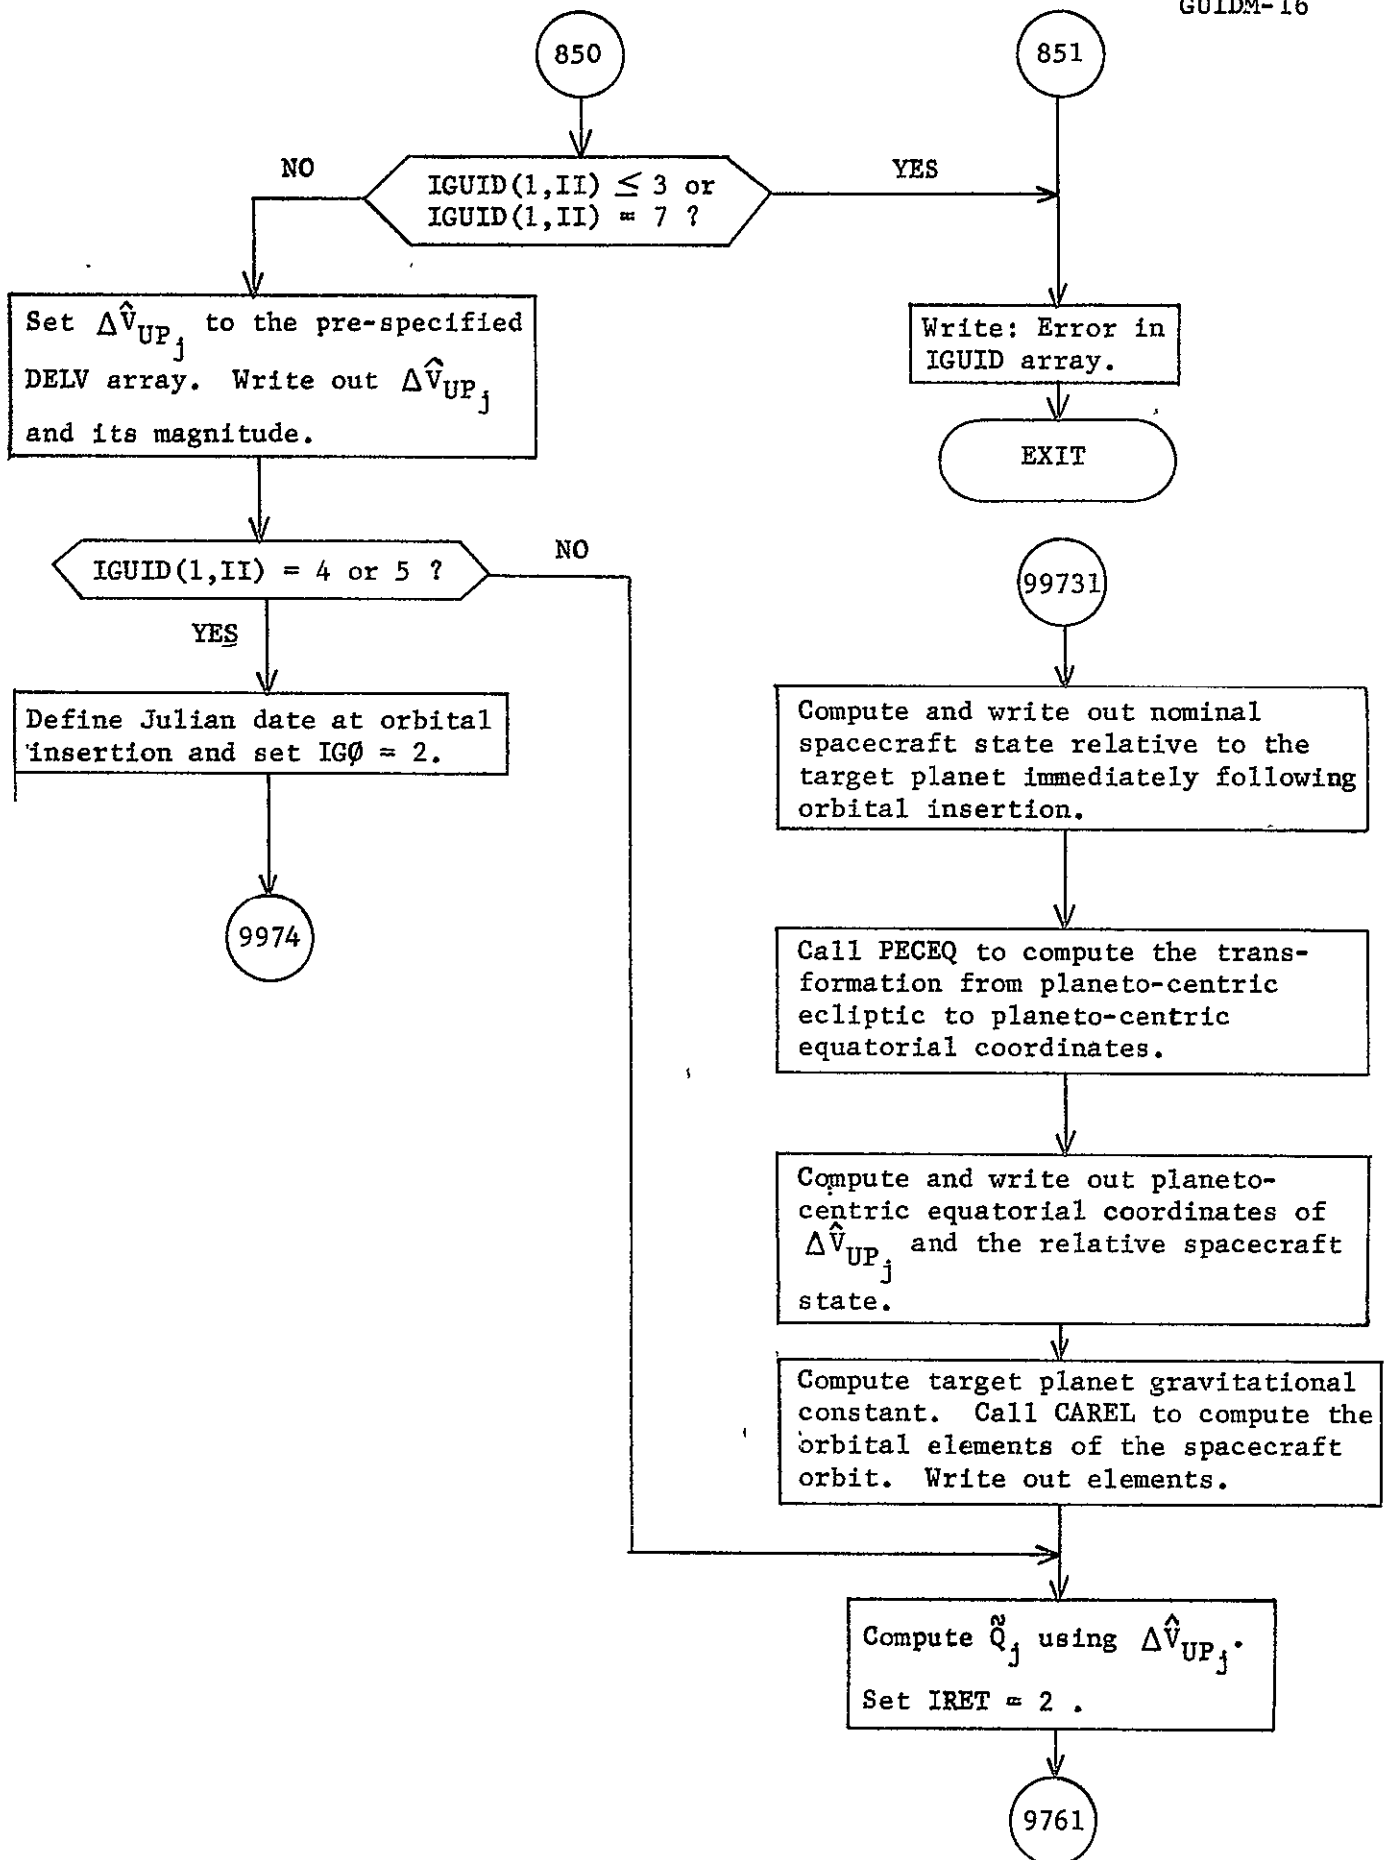 GUIDM-16
850
851
NO
YES
IGUID(1,II) ≤ 3 or
IGUID(1,II) = 7 ?
Set ΔV̂UPj to the pre-specified
DELV array. Write out ΔV̂UPj
and its magnitude.
Write: Error in
IGUID array.
EXIT
IGUID(1,II) = 4 or 5 ?
NO
YES
99731
Define Julian date at orbital
insertion and set IGØ = 2.
9974
Compute and write out nominal
spacecraft state relative to the
target planet immediately following
orbital insertion.
Call PECEQ to compute the trans-
formation from planeto-centric
ecliptic to planeto-centric
equatorial coordinates.
Compute and write out planeto-
centric equatorial coordinates of
ΔV̂UPj and the relative spacecraft
state.
Compute target planet gravitational
constant. Call CAREL to compute the
orbital elements of the spacecraft
orbit. Write out elements.
Compute Q̃j using ΔV̂UPj.
Set IRET = 2 .
9761